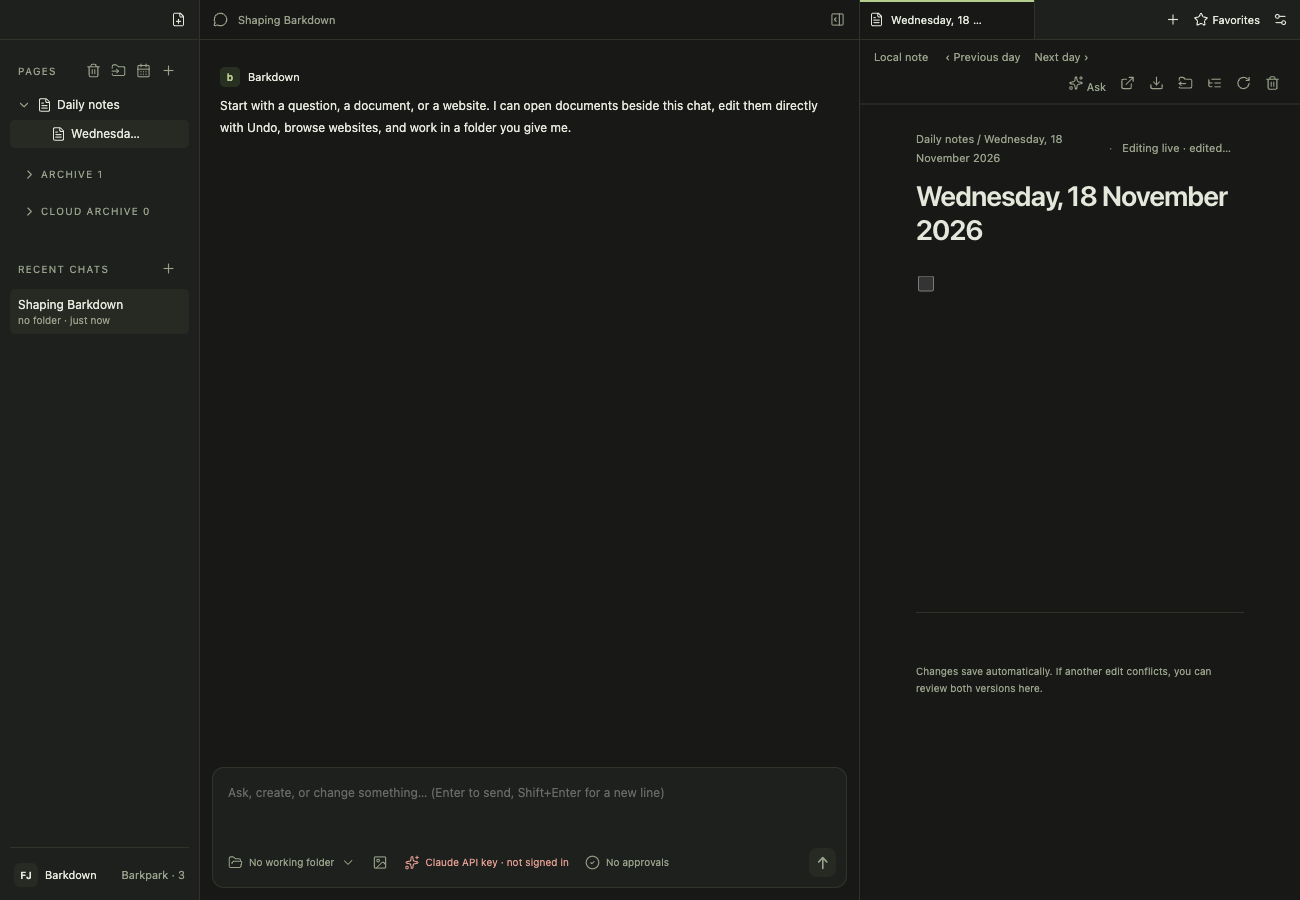 Shaping Barkdown
Wednesday, 18 ...
Favorites
PAGES
Daily notes
Wednesda...
ARCHIVE 1
CLOUD ARCHIVE 0
RECENT CHATS
Shaping Barkdown
no folder · just now
FJ Barkdown Barkpark · 3
b Barkdown
Start with a question, a document, or a website. I can open documents beside this chat, edit them directly
with Undo, browse websites, and work in a folder you give me.
Ask, create, or change something... (Enter to send, Shift+Enter for a new line)
No working folder Claude API key · not signed in No approvals
Local note ‹ Previous day Next day ›
Ask
Daily notes / Wednesday, 18
November 2026
· Editing live · edited...
Wednesday, 18 November
2026
Changes save automatically. If another edit conflicts, you can
review both versions here.